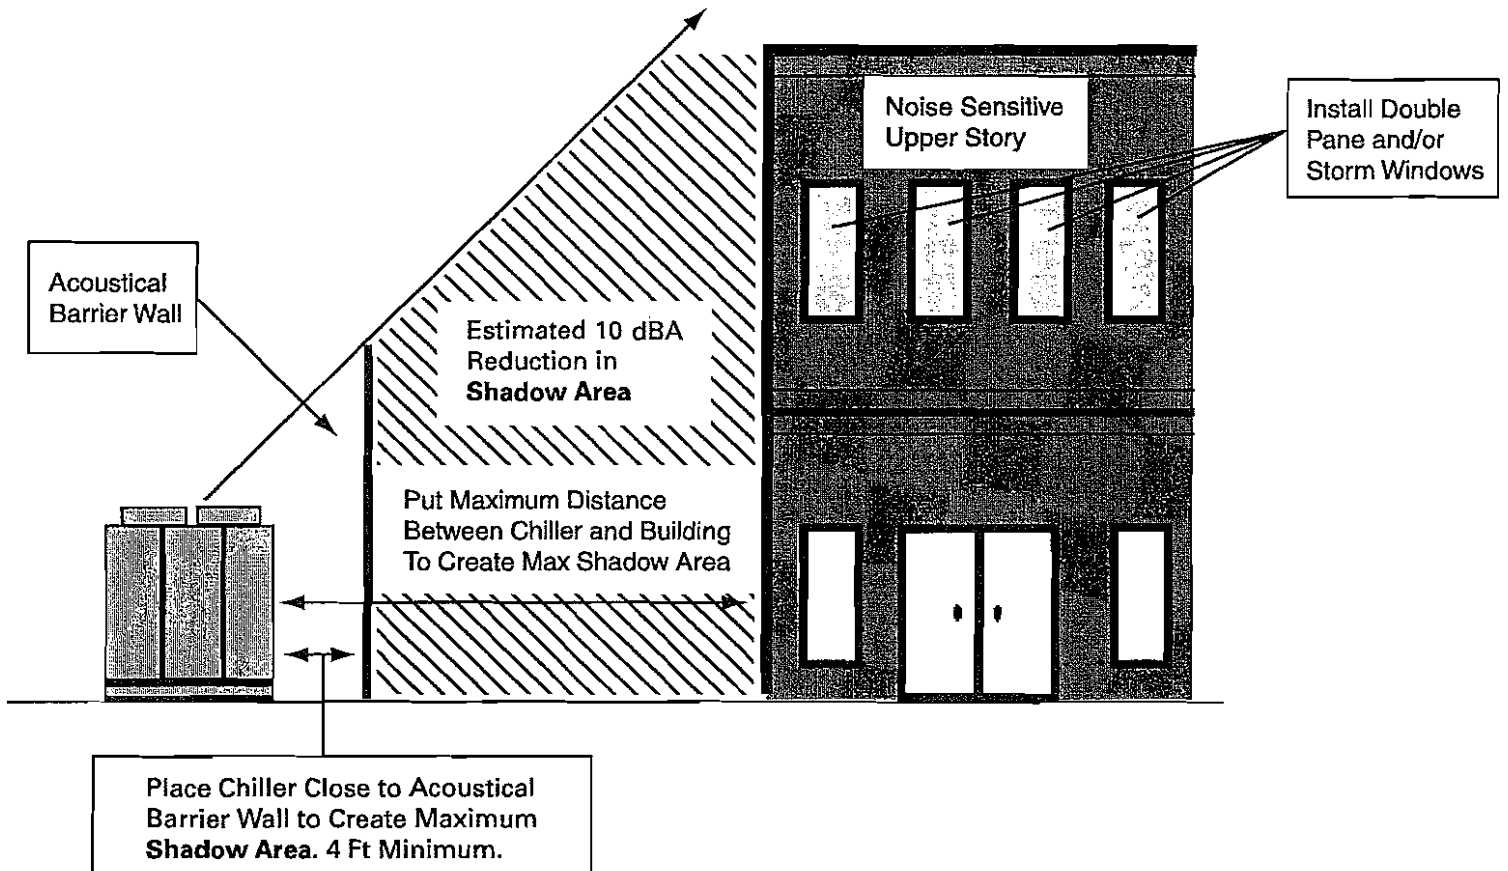 Noise Sensitive
Upper Story
Install Double
Pane and/or
Storm Windows
Acoustical
Barrier Wall
Estimated 10 dBA
Reduction in
Shadow Area
Put Maximum Distance
Between Chiller and Building
To Create Max Shadow Area
Place Chiller Close to Acoustical
Barrier Wall to Create Maximum
Shadow Area. 4 Ft Minimum.